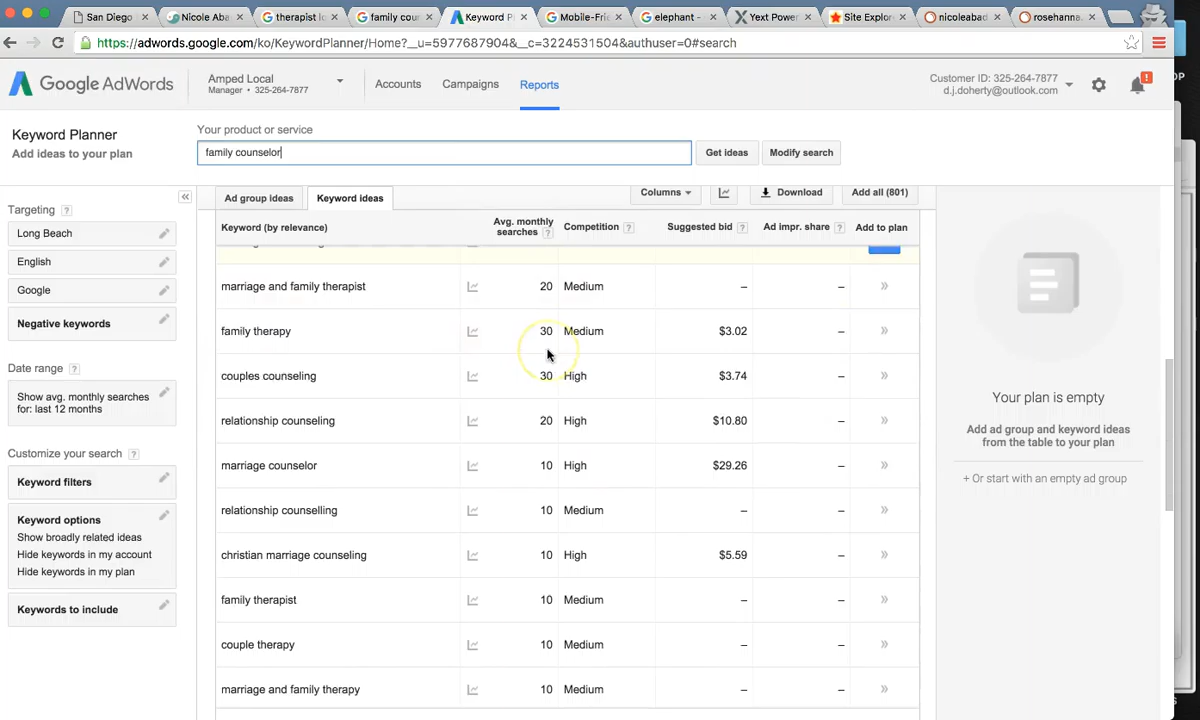 San Diego
Nicole Aba
therapist lo
family cour
Keyword P
Mobile-Frie
elephant -
Yext Power
Site Explor
nicoleabad
rosehanna.
https://adwords.google.com/ko/KeywordPlanner/Home?__u=5977687904&__c=3224531504&authuser=0#search
Google AdWords
Amped Local
Manager • 325-264-7877
Accounts
Campaigns
Reports
Customer ID: 325-264-7877
d.j.doherty@outlook.com
!
Keyword Planner
Add ideas to your plan
Your product or service
family counselor
Get ideas
Modify search
Targeting ?
Long Beach
English
Google
Negative keywords
Date range ?
Show avg. monthly searches
for: last 12 months
Customize your search ?
Keyword filters
Keyword options
Show broadly related ideas
Hide keywords in my account
Hide keywords in my plan
Keywords to include
Ad group ideas
Keyword ideas
Columns
Download
Add all (801)
Keyword (by relevance)
Avg. monthly
searches ?
Competition ?
Suggested bid ?
Ad impr. share ?
Add to plan
marriage and family therapist 20 Medium – – »
family therapy 30 Medium $3.02 – »
couples counseling 30 High $3.74 – »
relationship counseling 20 High $10.80 – »
marriage counselor 10 High $29.26 – »
relationship counselling 10 Medium – – »
christian marriage counseling 10 High $5.59 – »
family therapist 10 Medium – – »
couple therapy 10 Medium – – »
marriage and family therapy 10 Medium – – »
Your plan is empty
Add ad group and keyword ideas
from the table to your plan
+ Or start with an empty ad group